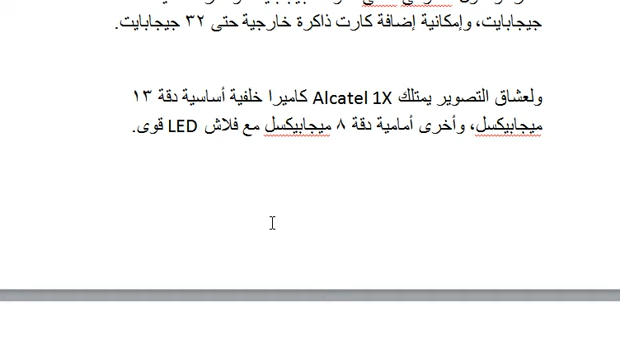 جيجابايت، وإمكانية إضافة كارت ذاكرة خارجية حتى ٣٢ جيجابايت.
ولعشاق التصوير يمتلك Alcatel 1X كاميرا خلفية أساسية دقة ١٣
ميجابيكسل، وأخرى أمامية دقة ٨ ميجابيكسل مع فلاش LED قوى.